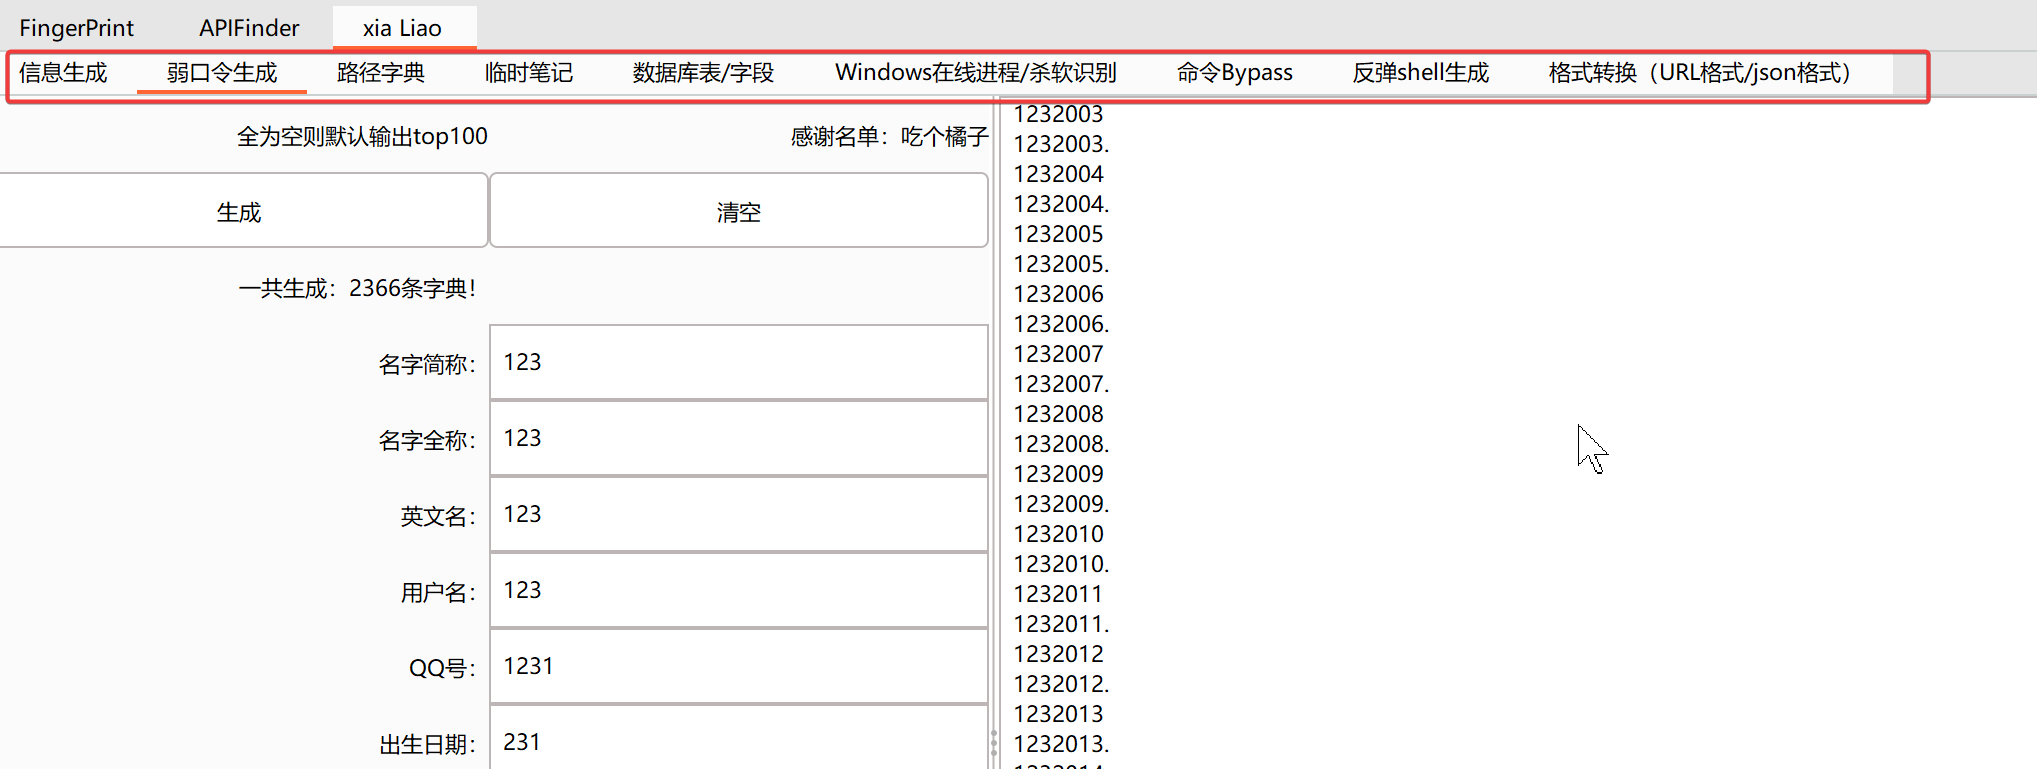 FingerPrint APIFinder xia Liao
信息生成 弱口令生成 路径字典 临时笔记 数据库表/字段 Windows在线进程/杀软识别 命令Bypass 反弹shell生成 格式转换（URL格式/json格式）
全为空则默认输出top100 感谢名单：吃个橘子
生成 清空
一共生成：2366条字典！
名字简称： 123
名字全称： 123
英文名： 123
用户名： 123
QQ号： 1231
出生日期： 231
1232003
1232003.
1232004
1232004.
1232005
1232005.
1232006
1232006.
1232007
1232007.
1232008
1232008.
1232009
1232009.
1232010
1232010.
1232011
1232011.
1232012
1232012.
1232013
1232013.